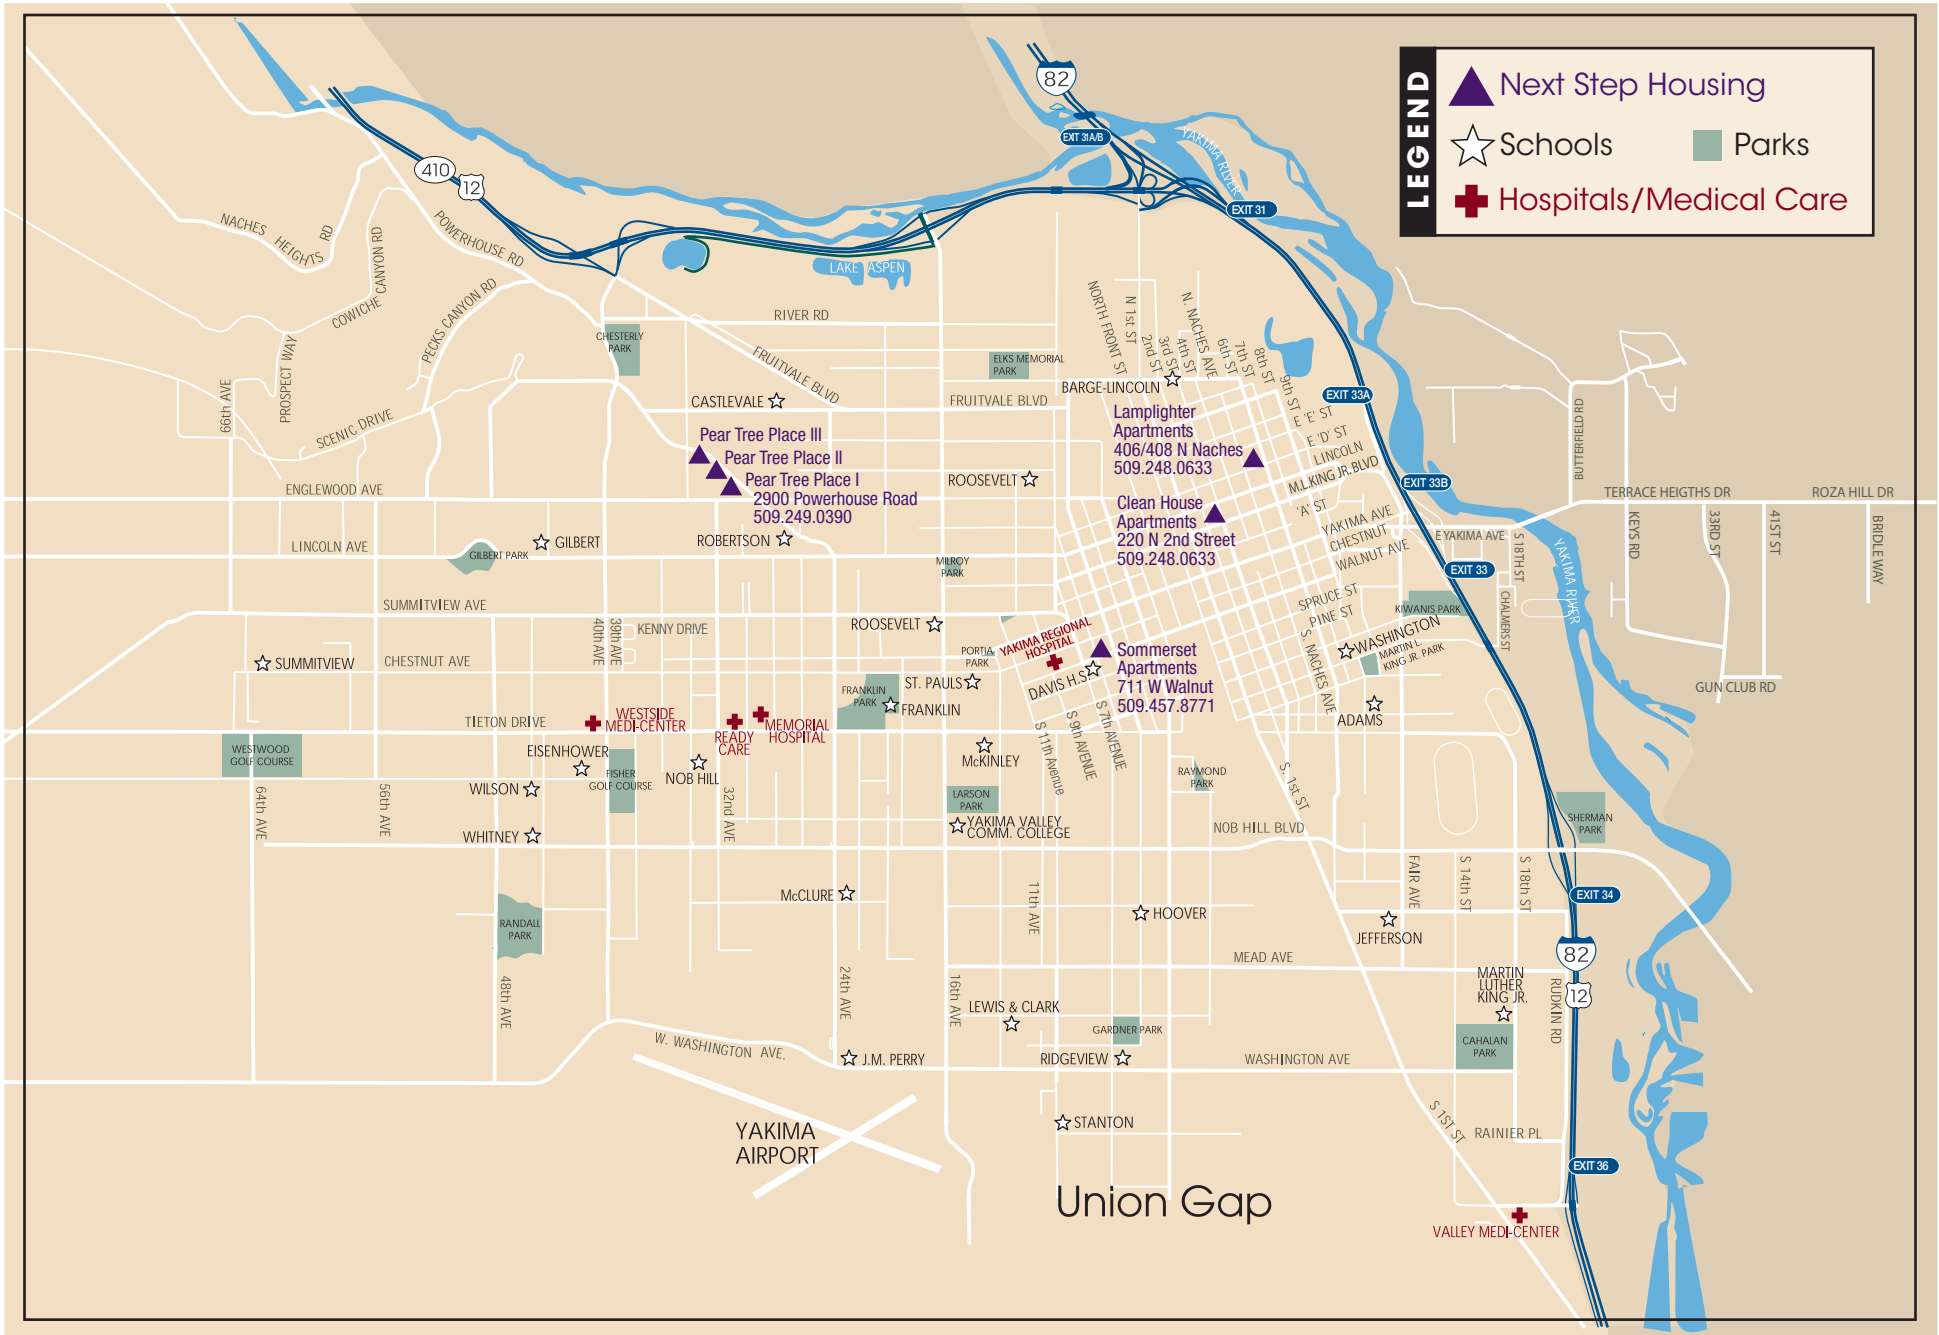 LEGEND
Next Step Housing
Schools
Parks
Hospitals/Medical Care
82
EXIT 31A/B
YAKIMA RIVER
EXIT 31
410
12
NACHES HEIGHTS RD
POWERHOUSE RD
COWICHE CANYON RD
PECKS CANYON RD
PROSPECT WAY
66th AVE
SCENIC DRIVE
LAKE ASPEN
RIVER RD
CHESTERLY
PARK
FRUITVALE BLVD
ELKS MEMORIAL
PARK
NORTH FRONT ST
N 1st ST
2nd ST
3rd ST
4th ST
N. NACHES AVE
6th ST
7th ST
8th ST
9th ST
BARGE-LINCOLN
CASTLEVALE
FRUITVALE BLVD
EXIT 33A
E 'E' ST
E 'D' ST
LINCOLN
M.L.KING JR.BLVD
'A' ST
YAKIMA AVE
CHESTNUT
WALNUT AVE
Lamplighter
Apartments
406/408 N Naches
509.248.0633
Pear Tree Place III
Pear Tree Place II
Pear Tree Place I
2900 Powerhouse Road
509.249.0390
ROOSEVELT
Clean House
Apartments
220 N 2nd Street
509.248.0633
EXIT 33B
BUTTERFIELD RD
TERRACE HEIGTHS DR
ROZA HILL DR
KEYS RD
33RD ST
41ST ST
BRIDLE WAY
ENGLEWOOD AVE
LINCOLN AVE
GILBERT PARK
GILBERT
ROBERTSON
MILROY
PARK
E YAKIMA AVE
S 18TH ST
YAKIMA RIVER
EXIT 33
CHALMERS ST
KIWANIS PARK
SPRUCE ST
PINE ST
SUMMITVIEW AVE
40th AVE
39th AVE
KENNY DRIVE
ROOSEVELT
SUMMITVIEW
CHESTNUT AVE
PORTIA
PARK
YAKIMA REGIONAL
HOSPITAL
Sommerset
Apartments
711 W Walnut
509.457.8771
DAVIS H.S.
ST. PAULS
FRANKLIN
PARK
FRANKLIN
S. NACHES AVE
WASHINGTON
MARTIN L.
KING JR. PARK
ADAMS
GUN CLUB RD
TIETON DRIVE
WESTSIDE
MEDI-CENTER
READY
CARE
MEMORIAL
HOSPITAL
S 11th Avenue
S 9th AVENUE
S 7th AVENUE
WESTWOOD
GOLF COURSE
EISENHOWER
FISHER
GOLF COURSE
NOB HILL
McKINLEY
RAYMOND
PARK
S. 1st ST
WILSON
64th AVE
56th AVE
32nd AVE
LARSON
PARK
YAKIMA VALLEY
COMM. COLLEGE
WHITNEY
NOB HILL BLVD
SHERMAN
PARK
McCLURE
11th AVE
HOOVER
FAIR AVE
S 14th ST
S 18th ST
EXIT 34
RANDALL
PARK
JEFFERSON
82
12
MEAD AVE
MARTIN
LUTHER
KING JR.
RUDKIN RD
48th AVE
24th AVE
16th AVE
LEWIS & CLARK
GARDNER PARK
CAHALAN
PARK
W. WASHINGTON AVE.
J.M. PERRY
RIDGEVIEW
WASHINGTON AVE
YAKIMA
AIRPORT
STANTON
S 1ST ST
RAINIER PL
EXIT 36
Union Gap
VALLEY MEDI-CENTER